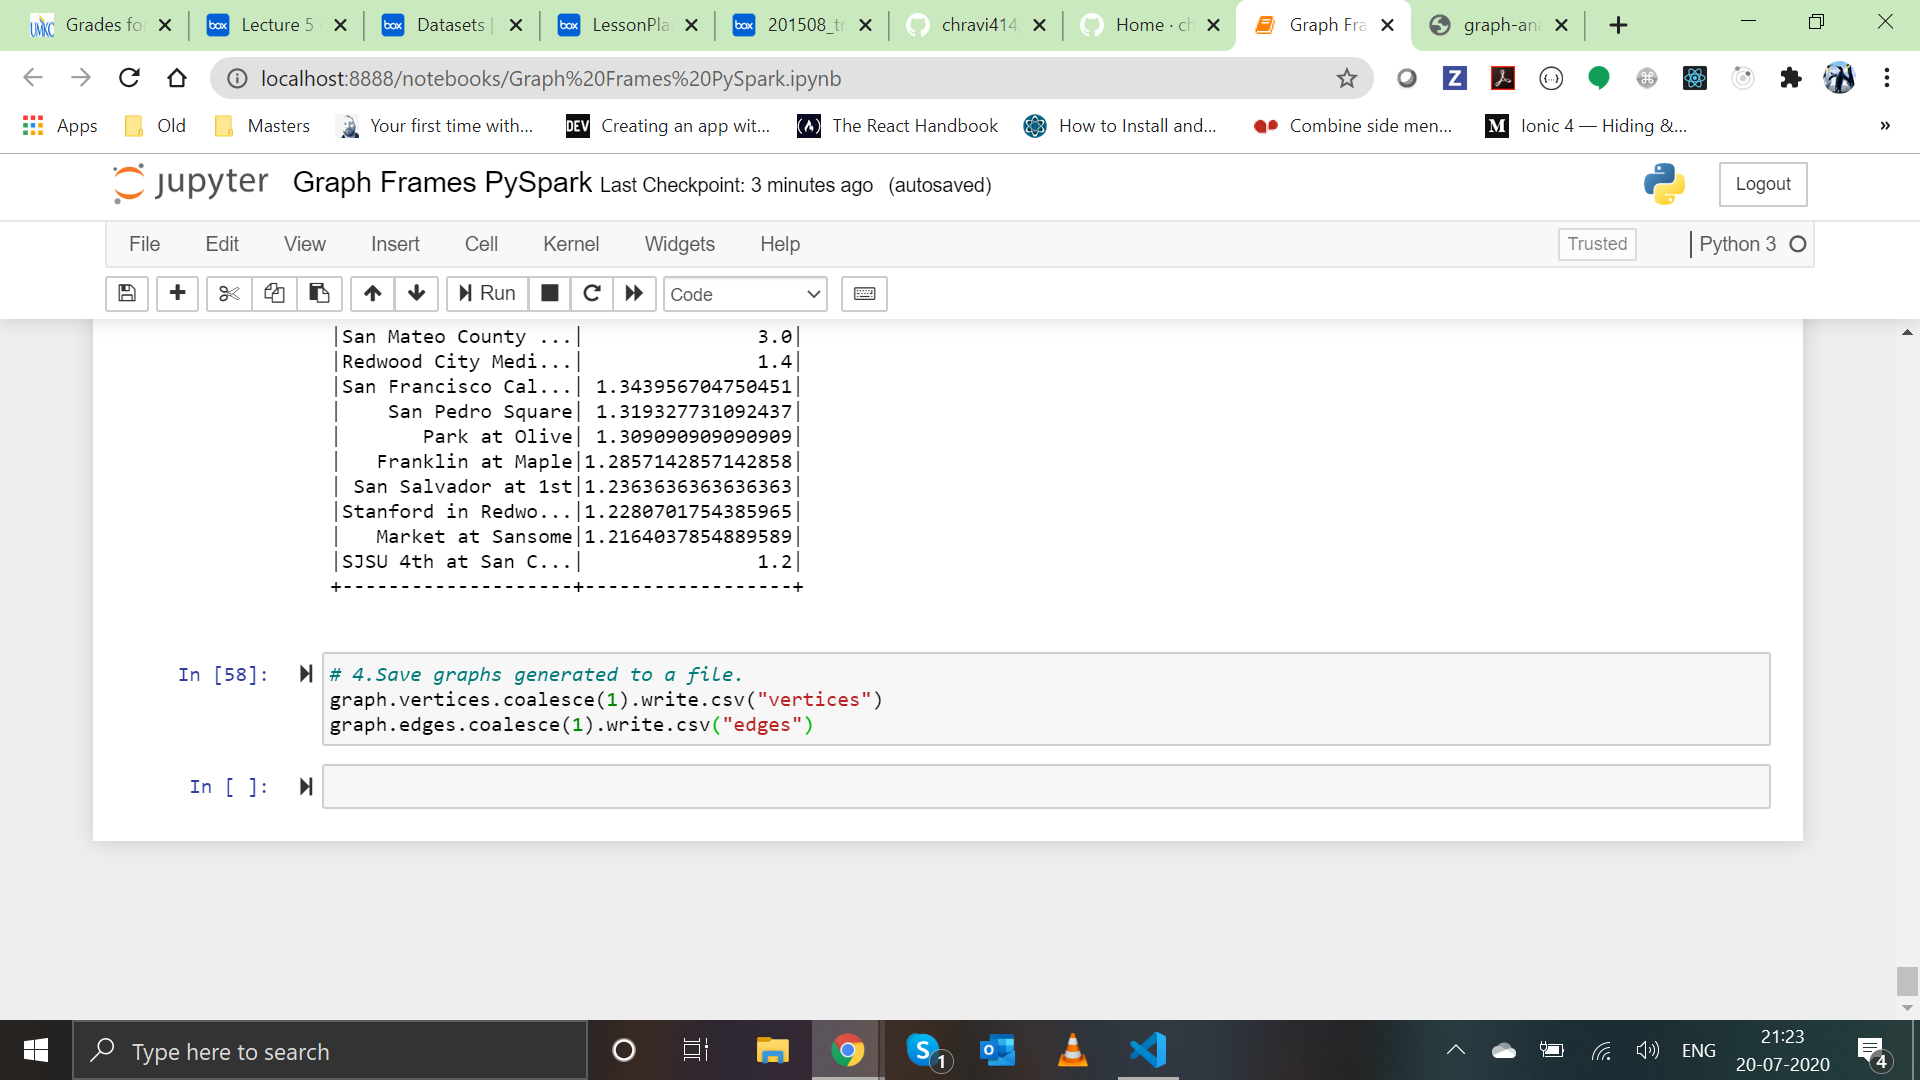 Grades fo
Lecture 5
Datasets
LessonPla
201508_tr
chravi414
Home · ch
Graph Fra
graph-ana
localhost:8888/notebooks/Graph%20Frames%20PySpark.ipynb
Apps
Old
Masters
Your first time with...
DEV
Creating an app wit...
The React Handbook
How to Install and...
Combine side men...
Ionic 4 — Hiding &...
»
jupyter Graph Frames PySpark Last Checkpoint: 3 minutes ago (autosaved)
Logout
File Edit View Insert Cell Kernel Widgets Help
Trusted
Python 3
Run
Code
|San Mateo County ...| 3.0|
|Redwood City Medi...| 1.4|
|San Francisco Cal...| 1.343956704750451|
| San Pedro Square| 1.319327731092437|
| Park at Olive| 1.309090909090909|
| Franklin at Maple|1.2857142857142858|
| San Salvador at 1st|1.2363636363636363|
|Stanford in Redwo...|1.2280701754385965|
| Market at Sansome|1.2164037854889589|
|SJSU 4th at San C...| 1.2|
+--------------------+------------------+
In [58]:
# 4.Save graphs generated to a file.
graph.vertices.coalesce(1).write.csv("vertices")
graph.edges.coalesce(1).write.csv("edges")
In [ ]:
Type here to search
1
ENG
21:23
20-07-2020
4